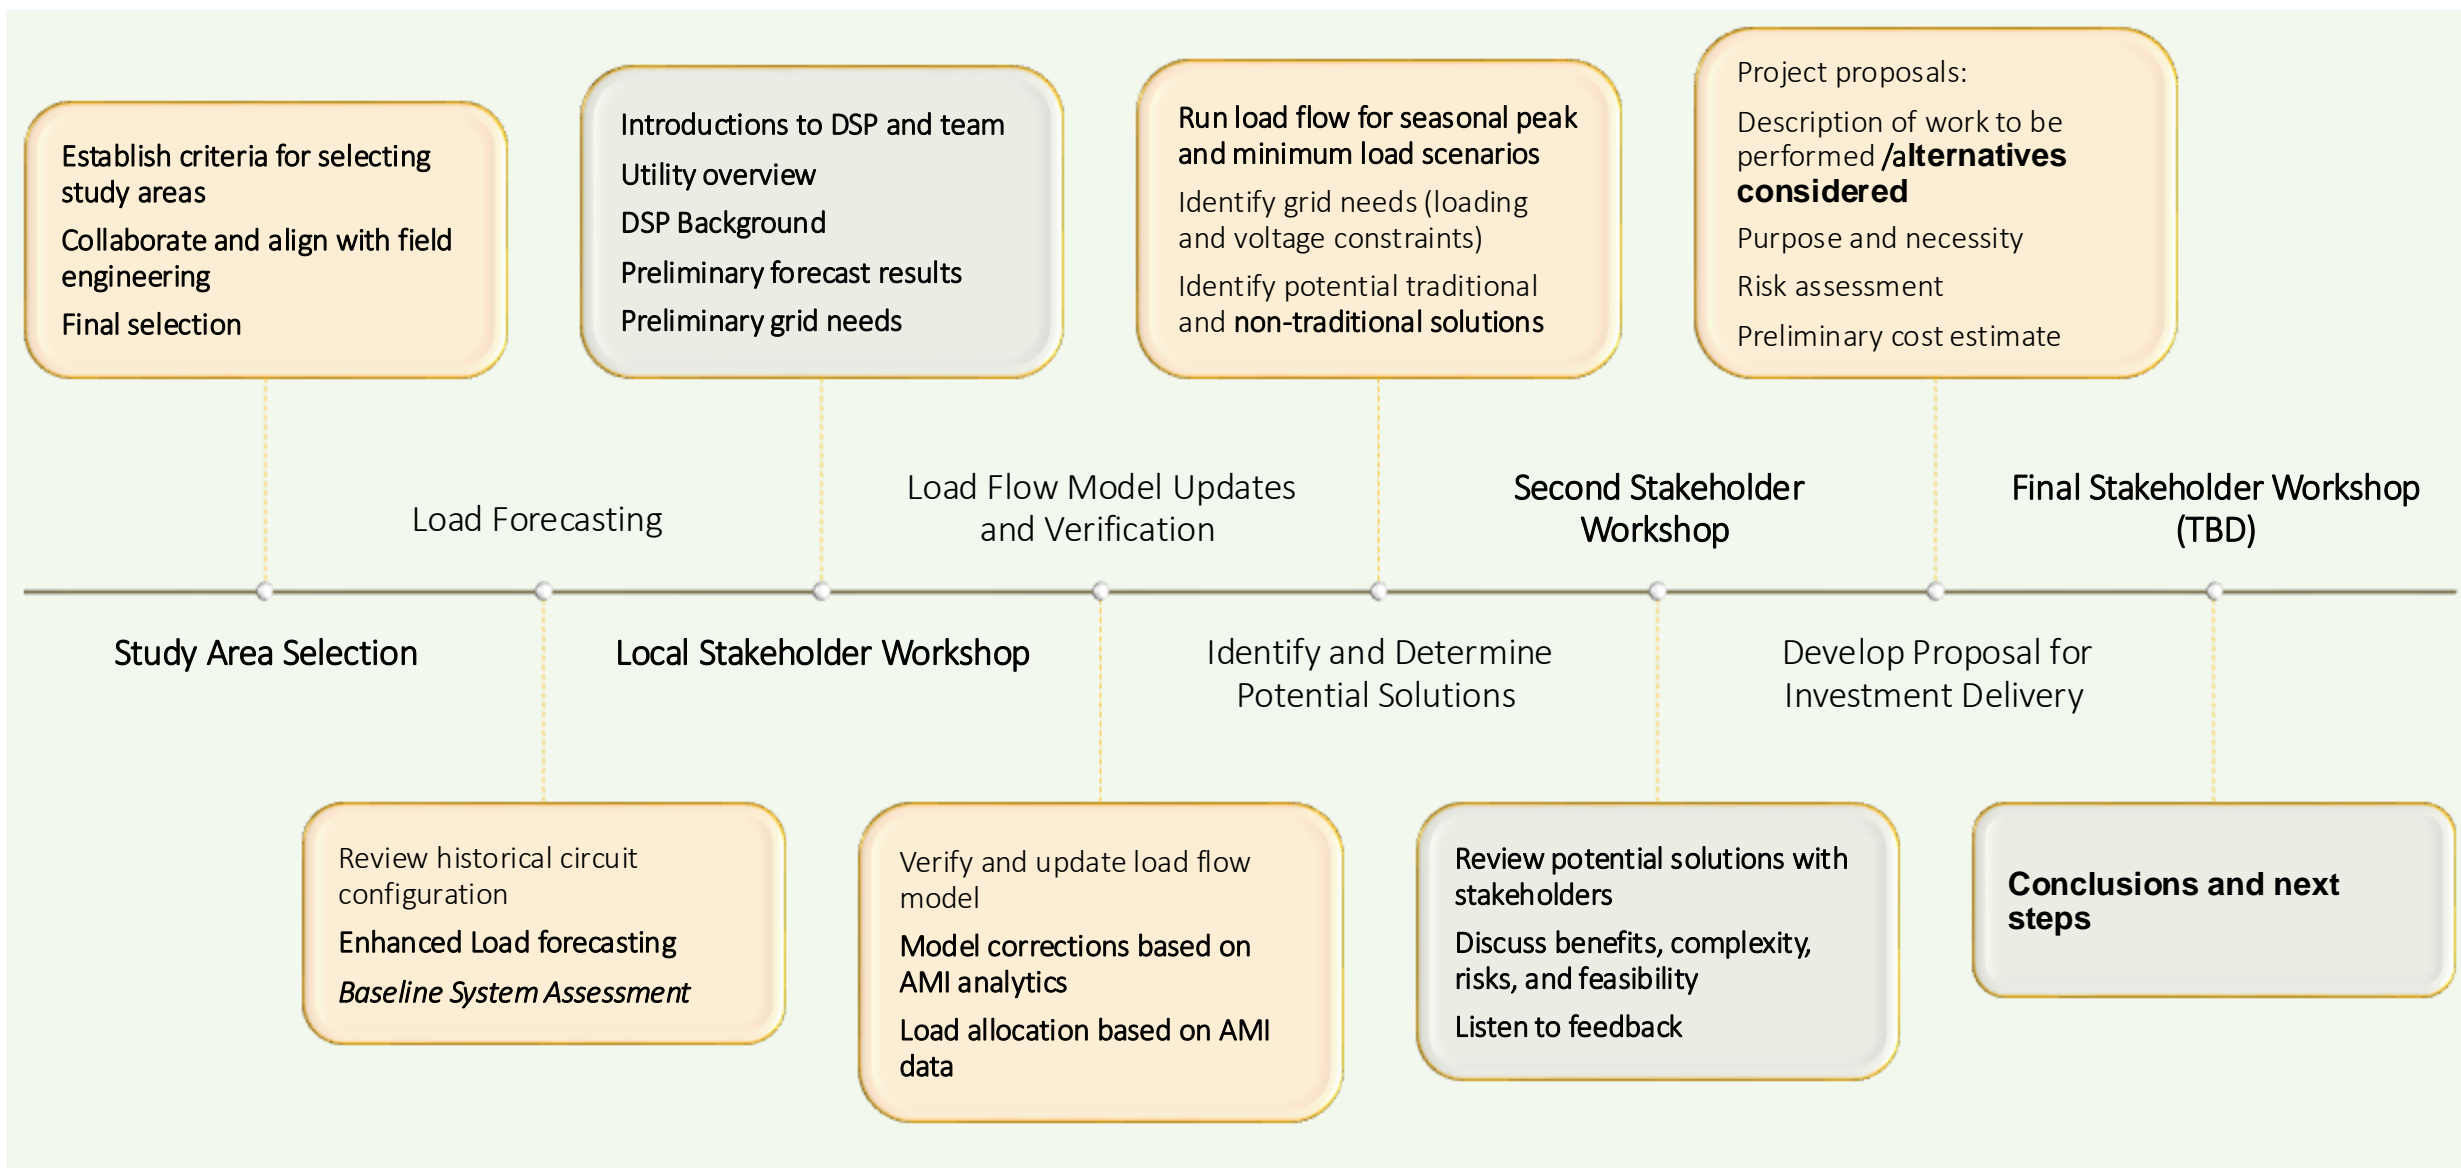 Establish criteria for selecting
study areas
Collaborate and align with field
engineering
Final selection
Introductions to DSP and team
Utility overview
DSP Background
Preliminary forecast results
Preliminary grid needs
Run load flow for seasonal peak
and minimum load scenarios
Identify grid needs (loading
and voltage constraints)
Identify potential traditional
and non-traditional solutions
Project proposals:
Description of work to be
performed /alternatives
considered
Purpose and necessity
Risk assessment
Preliminary cost estimate
Load Forecasting
Load Flow Model Updates
and Verification
Second Stakeholder
Workshop
Final Stakeholder Workshop
(TBD)
Study Area Selection
Local Stakeholder Workshop
Identify and Determine
Potential Solutions
Develop Proposal for
Investment Delivery
Review historical circuit
configuration
Enhanced Load forecasting
Baseline System Assessment
Verify and update load flow
model
Model corrections based on
AMI analytics
Load allocation based on AMI
data
Review potential solutions with
stakeholders
Discuss benefits, complexity,
risks, and feasibility
Listen to feedback
Conclusions and next
steps